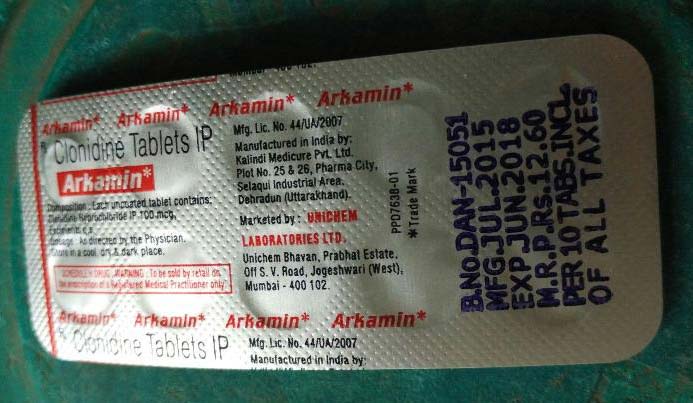 Arkamin* Arkamin* Arkamin* Arkamin*
* Clonidine Tablets IP
Arkamin*
Composition : Each uncoated tablet contains:
Clonidine Hydrochloride IP 100 mcg.
Excipients q.s.
Dosage : As directed by the Physician.
Store in a cool, dry & dark place.
SCHEDULE H DRUG WARNING : To be sold by retail on
the prescription of a Registered Medical Practitioner only
Mfg. Lic. No. 44/UA/2007
Manufactured in India by:
Kalindi Medicure Pvt. Ltd.
Plot No. 25 & 26, Pharma City,
Selaqui Industrial Area,
Dehradun (Uttarakhand).
Marketed by : UNICHEM
LABORATORIES LTD.
Unichem Bhavan, Prabhat Estate,
Off S. V. Road, Jogeshwari (West),
Mumbai - 400 102.
PPD7638-01
* Trade Mark
B.No.DAN-15051
MFG.JUL.2015
EXP JUN.2018
M.R.P.Rs.12.60
PER 10 TABS.INCL.
OF ALL TAXES
Arkamin* Arkamin* Arkamin* Arkamin*
* Clonidine Tablets IP
Mfg. Lic. No. 44/UA/2007
Manufactured in India by: